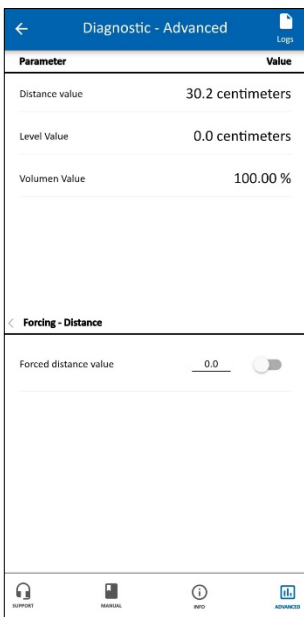 Diagnostic - Advanced
Logs
Parameter Value
Distance value 30.2 centimeters
Level Value 0.0 centimeters
Volumen Value 100.00 %
Forcing - Distance
Forced distance value 0.0
SUPPORT MANUAL INFO ADVANCED